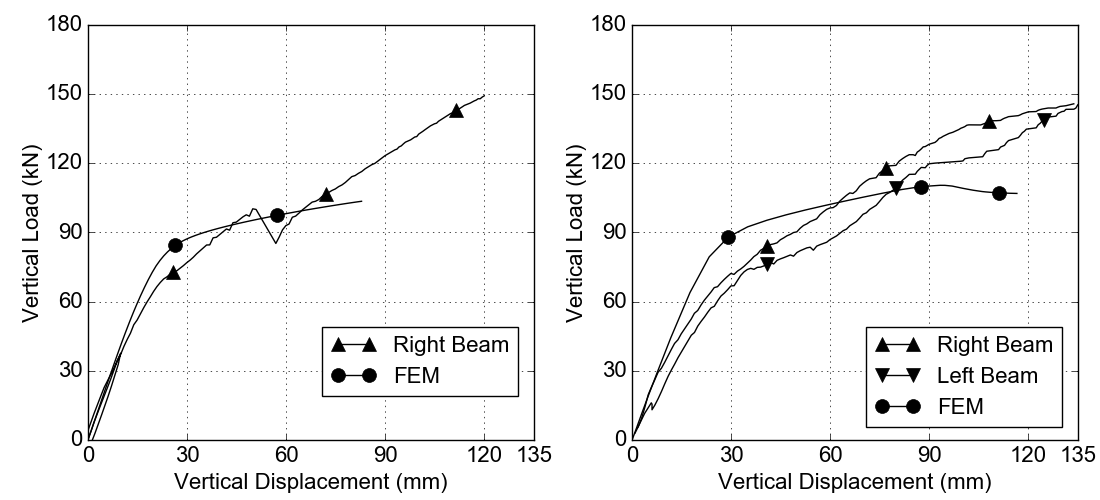 180
150
120
90
60
30
0
0 30 60 90 120 135
Vertical Load (kN)
Vertical Displacement (mm)
Right Beam
FEM
180
150
120
90
60
30
0
0 30 60 90 120 135
Vertical Load (kN)
Vertical Displacement (mm)
Right Beam
Left Beam
FEM